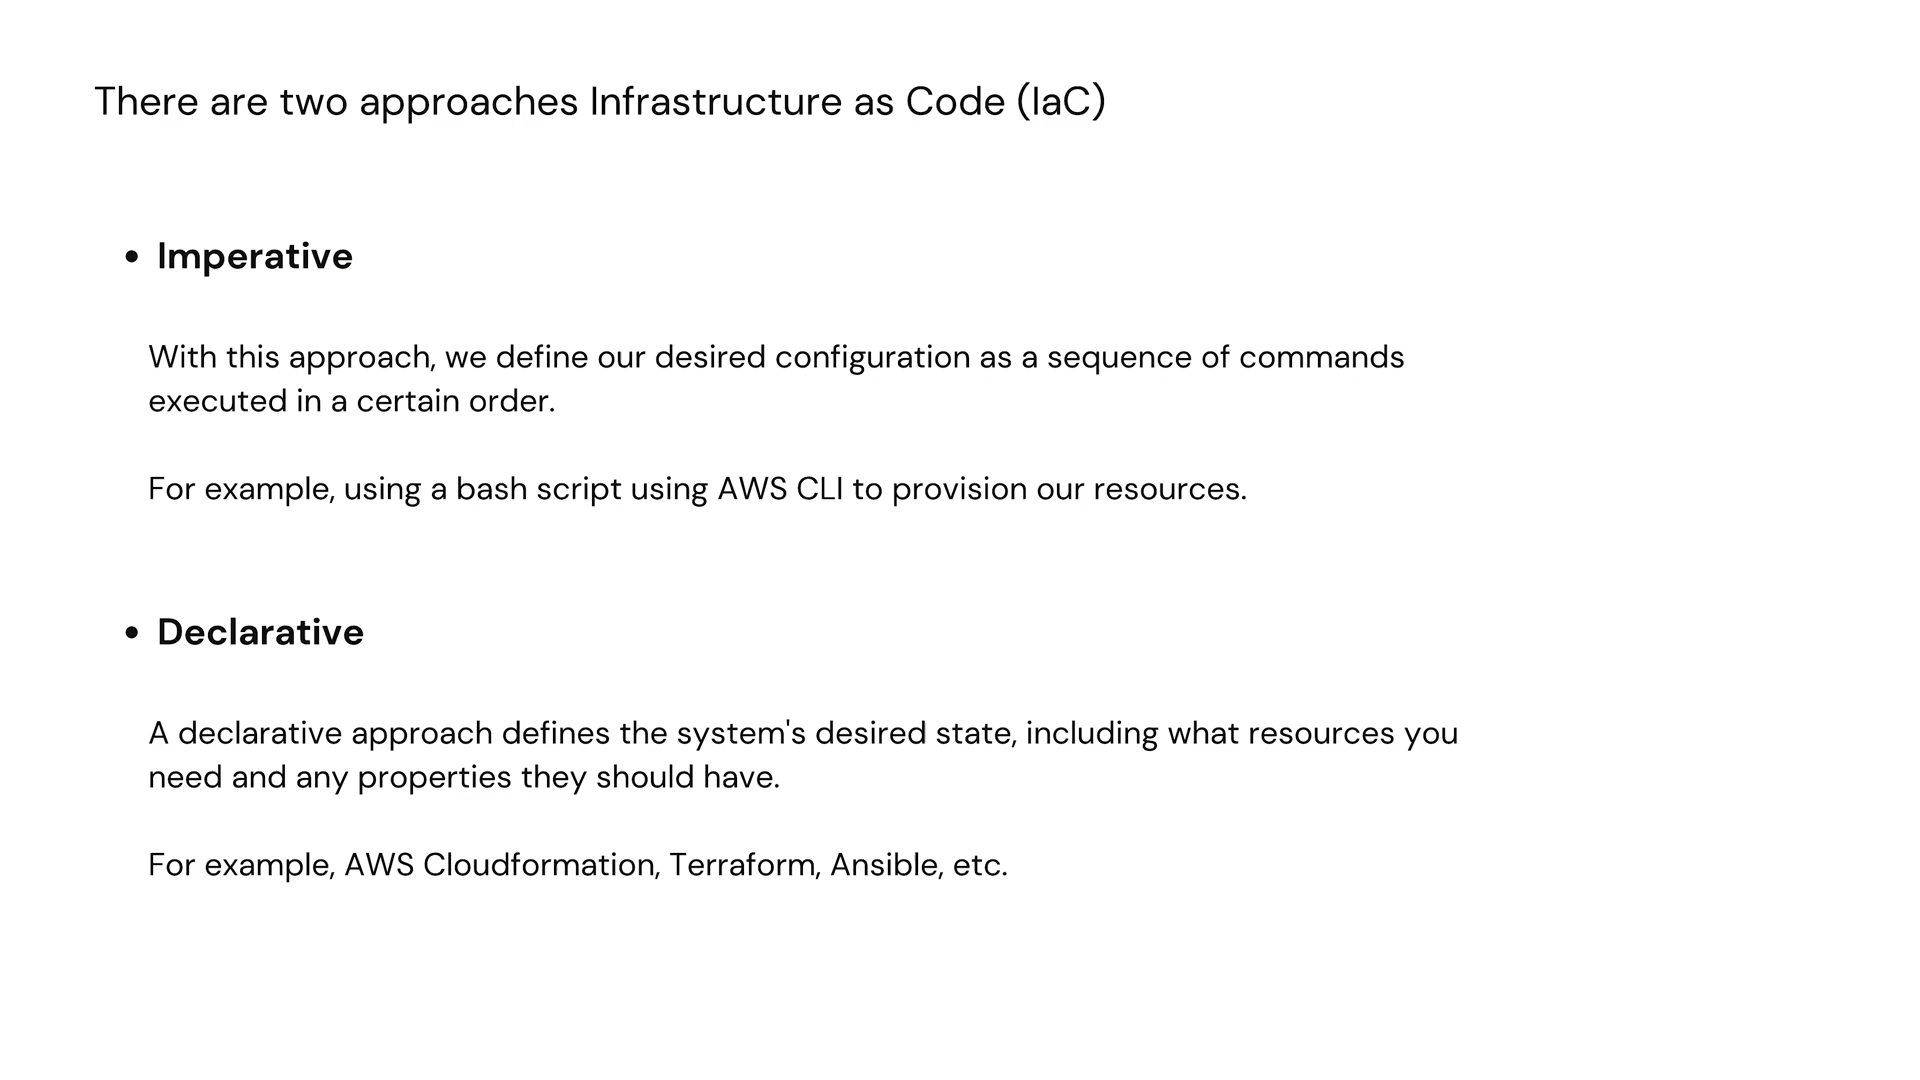 There are two approaches Infrastructure as Code (IaC)
• Imperative
With this approach, we define our desired configuration as a sequence of commands
executed in a certain order.
For example, using a bash script using AWS CLI to provision our resources.
• Declarative
A declarative approach defines the system's desired state, including what resources you
need and any properties they should have.
For example, AWS Cloudformation, Terraform, Ansible, etc.